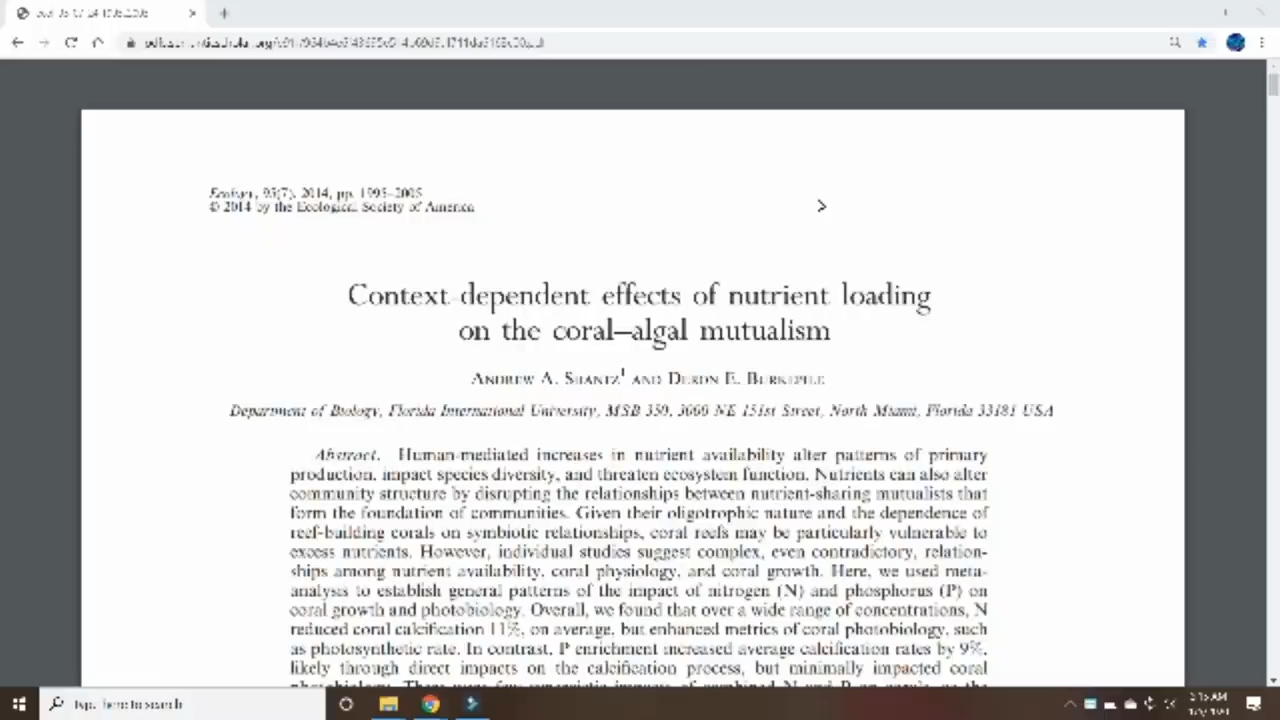 Ecology, 95(7), 2014, pp. 1995–2005
© 2014 by the Ecological Society of America
Context-dependent effects of nutrient loading
on the coral–algal mutualism
ANDREW A. SHANTZ¹ AND DERON E. BURKEPILE
Department of Biology, Florida International University, MSB 350, 3000 NE 151st Street, North Miami, Florida 33181 USA
Abstract. Human-mediated increases in nutrient availability alter patterns of primary
production, impact species diversity, and threaten ecosystem function. Nutrients can also alter
community structure by disrupting the relationships between nutrient-sharing mutualists that
form the foundation of communities. Given their oligotrophic nature and the dependence of
reef-building corals on symbiotic relationships, coral reefs may be particularly vulnerable to
excess nutrients. However, individual studies suggest complex, even contradictory, relation-
ships among nutrient availability, coral physiology, and coral growth. Here, we used meta-
analysis to establish general patterns of the impact of nitrogen (N) and phosphorus (P) on
coral growth and photobiology. Overall, we found that over a wide range of concentrations, N
reduced coral calcification 11%, on average, but enhanced metrics of coral photobiology, such
as photosynthetic rate. In contrast, P enrichment increased average calcification rates by 9%,
likely through direct impacts on the calcification process, but minimally impacted coral
Type here to search